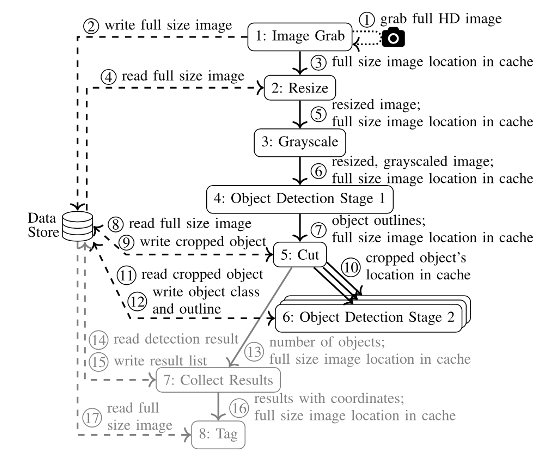 ② write full size image
① grab full HD image
1: Image Grab
③ full size image location in cache
④ read full size image
2: Resize
⑤ resized image;
full size image location in cache
3: Grayscale
⑥ resized, grayscaled image;
full size image location in cache
4: Object Detection Stage 1
⑦ object outlines;
full size image location in cache
Data
Store
⑧ read full size image
⑨ write cropped object
5: Cut
⑩ cropped object's
location in cache
⑪ read cropped object
⑫ write object class
and outline
6: Object Detection Stage 2
⑬ number of objects;
full size image location in cache
⑭ read detection result
⑮ write result list
7: Collect Results
⑯ results with coordinates;
full size image location in cache
⑰ read full
size image
8: Tag